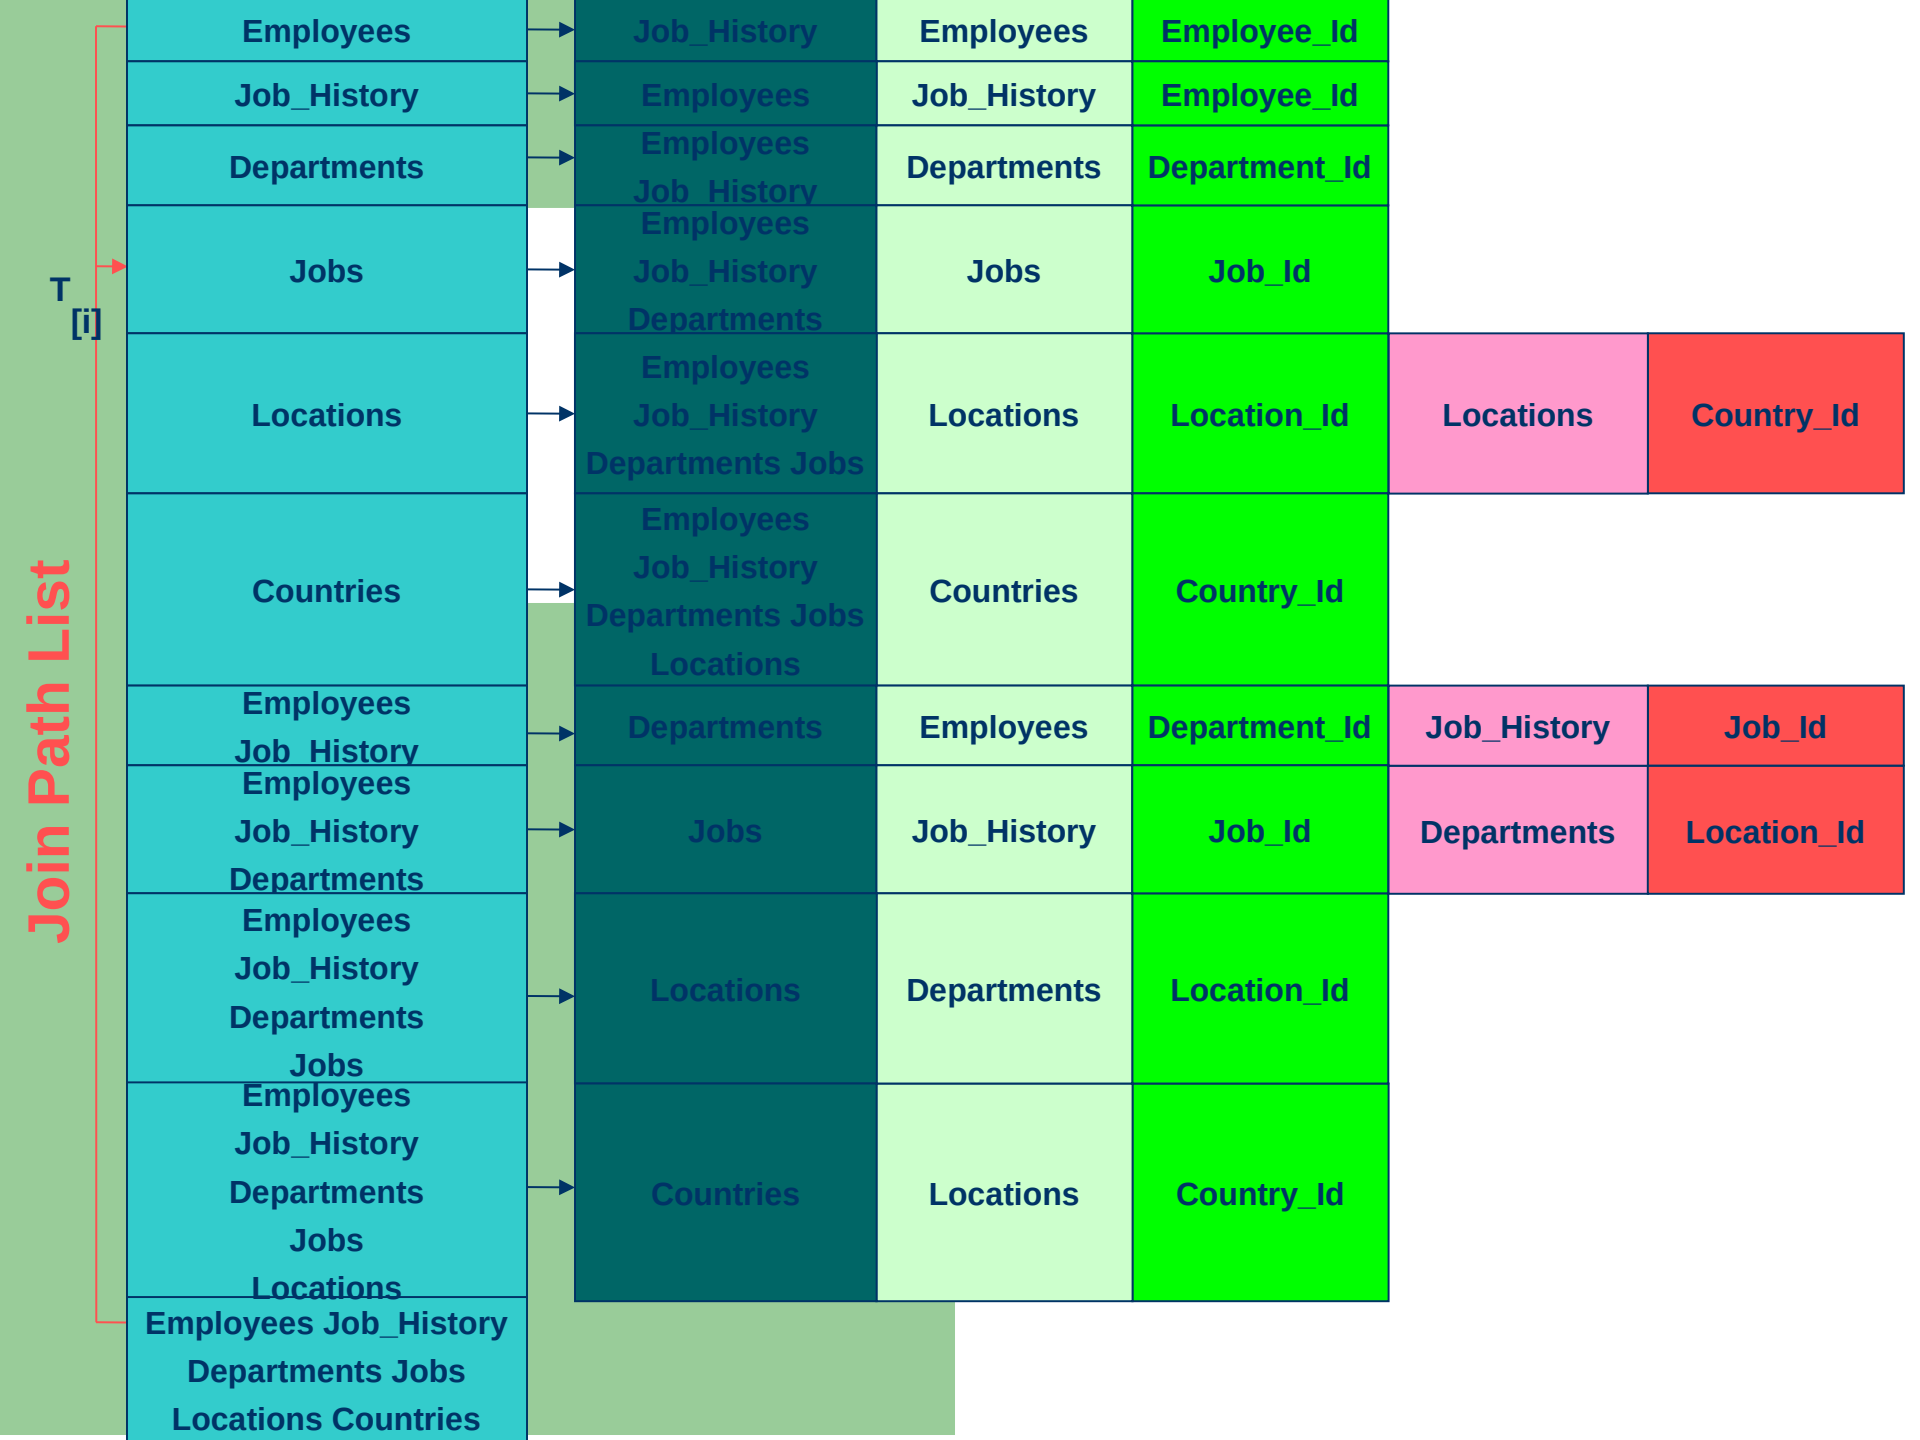 Employees
Job_History
Employees
Employee_Id
Job_History
Employees
Job_History
Employee_Id
Departments
Employees
Job_History
Departments
Department_Id
Jobs
Employees
Job_History
Departments
Jobs
Job_Id
T
[i]
Locations
Employees
Job_History
Departments Jobs
Locations
Location_Id
Locations
Country_Id
Countries
Employees
Job_History
Departments Jobs
Locations
Countries
Country_Id
Join Path List
Employees
Job_History
Departments
Employees
Department_Id
Job_History
Job_Id
Employees
Job_History
Departments
Jobs
Job_History
Job_Id
Departments
Location_Id
Employees
Job_History
Departments
Jobs
Locations
Departments
Location_Id
Employees
Job_History
Departments
Jobs
Locations
Countries
Locations
Country_Id
Employees Job_History
Departments Jobs
Locations Countries